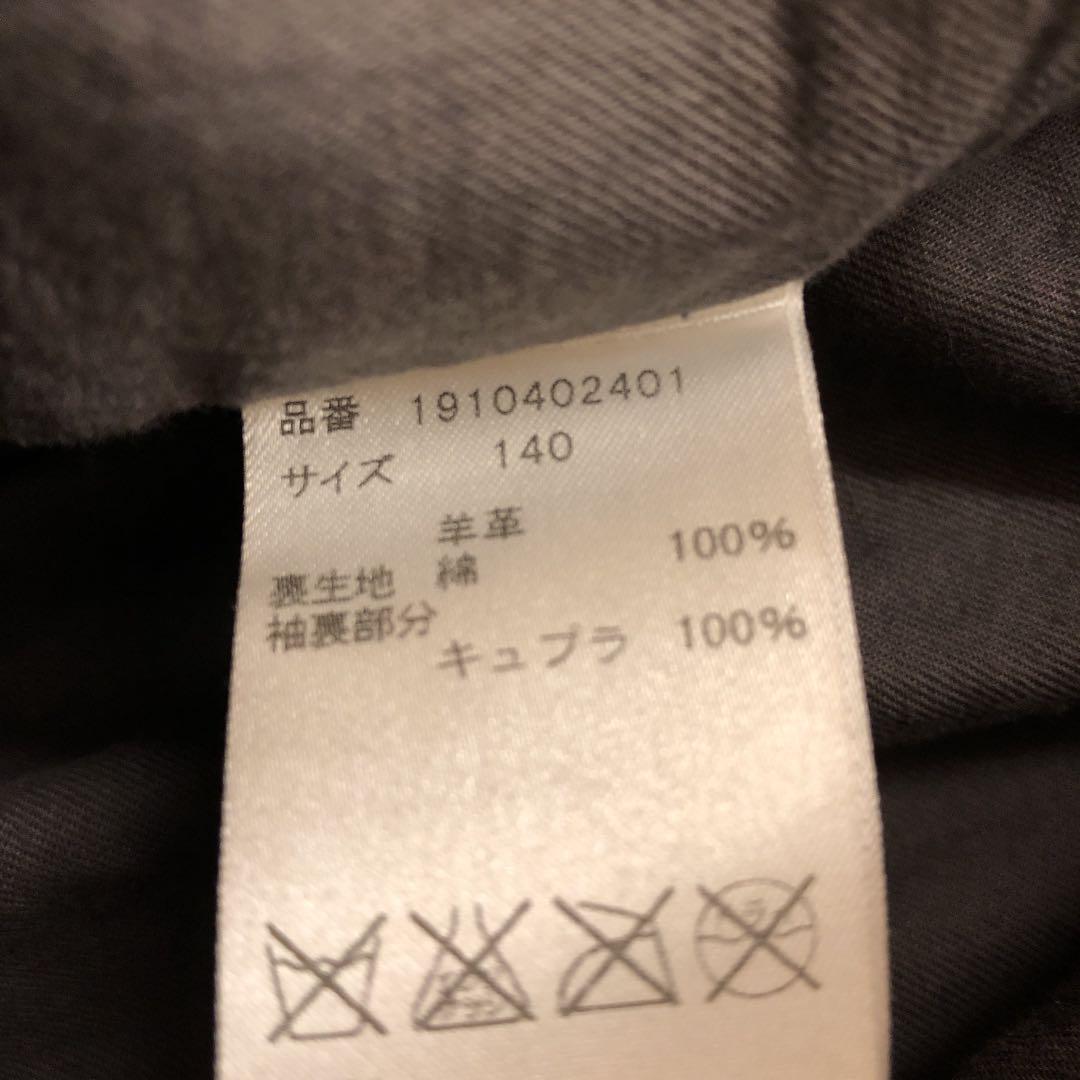 品番 1910402401
サイズ 140
羊革
裏生地 綿 100%
袖裏部分
キュプラ 100%